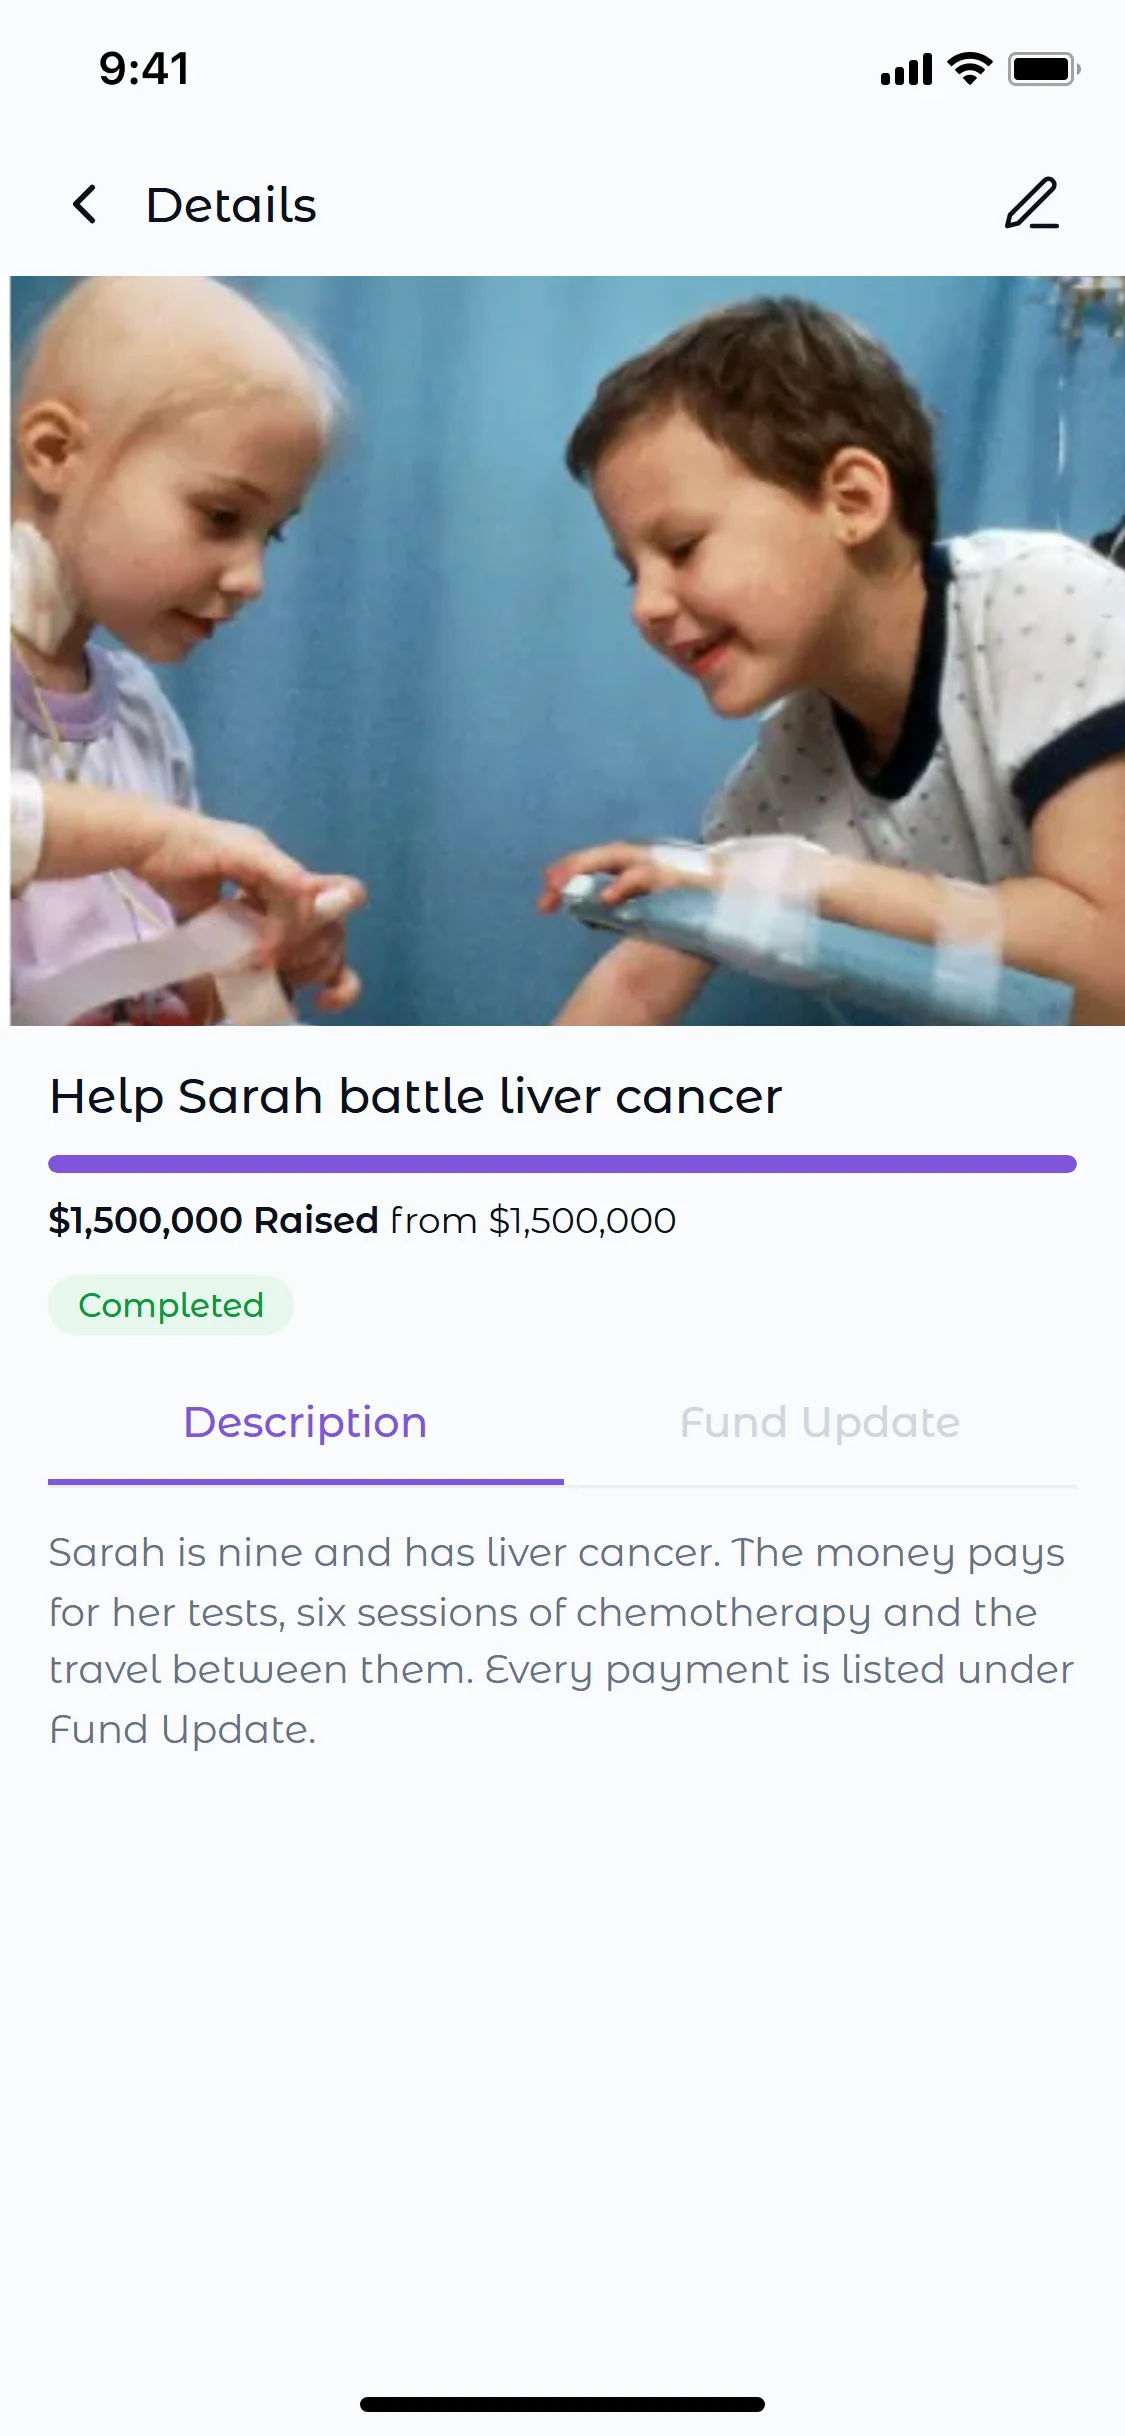 9:41
Details
Help Sarah battle liver cancer
$1,500,000 Raised from $1,500,000
Completed
Description
Fund Update
Sarah is nine and has liver cancer. The money pays
for her tests, six sessions of chemotherapy and the
travel between them. Every payment is listed under
Fund Update.